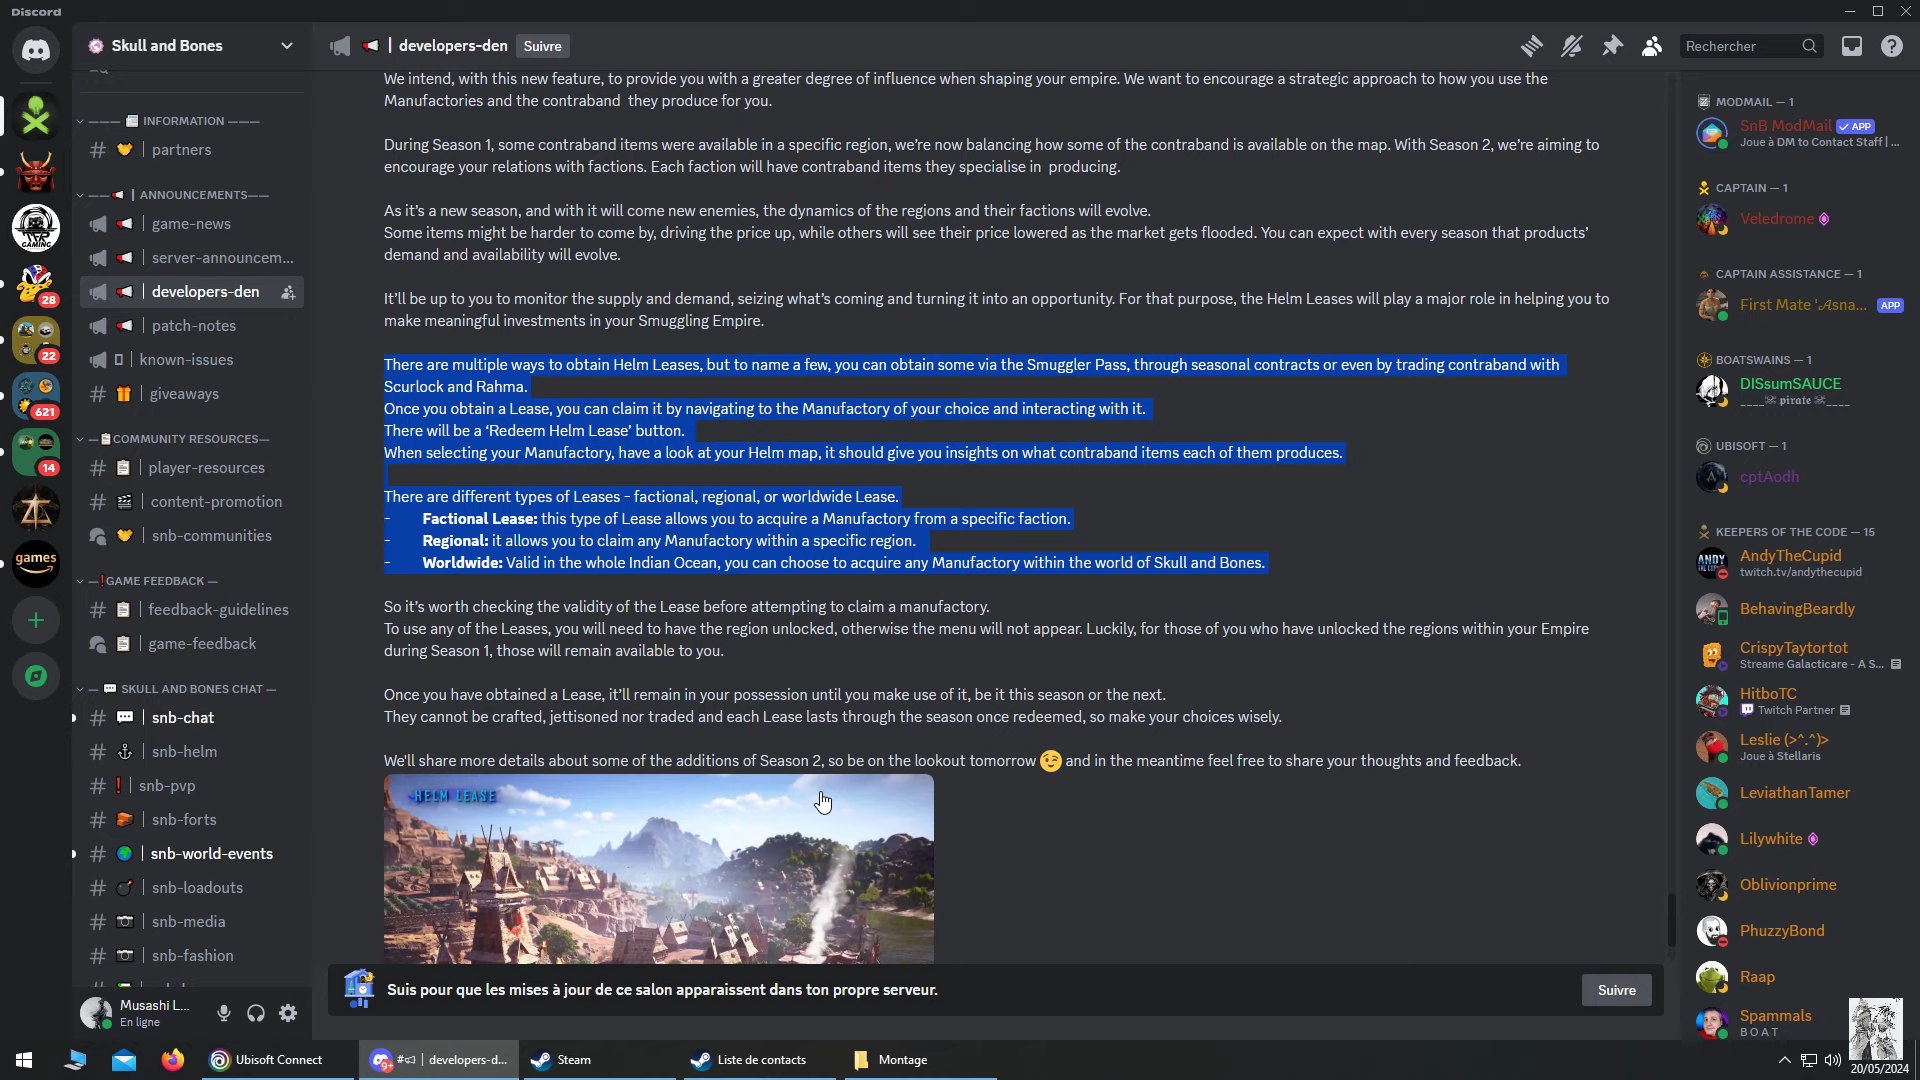 Discord
Skull and Bones
INFORMATION
partners
ANNOUNCEMENTS
game-news
server-announcem...
developers-den
patch-notes
known-issues
giveaways
COMMUNITY RESOURCES
player-resources
content-promotion
snb-communities
GAME FEEDBACK
feedback-guidelines
game-feedback
SKULL AND BONES CHAT
snb-chat
snb-helm
snb-pvp
snb-forts
snb-world-events
snb-loadouts
snb-media
snb-fashion
28
22
621
14
GAMING
games
Musashi L...
En ligne
developers-den
Suivre
Rechercher
We intend, with this new feature, to provide you with a greater degree of influence when shaping your empire. We want to encourage a strategic approach to how you use the
Manufactories and the contraband  they produce for you.
During Season 1, some contraband items were available in a specific region, we’re now balancing how some of the contraband is available on the map. With Season 2, we’re aiming to
encourage your relations with factions. Each faction will have contraband items they specialise in  producing.
As it’s a new season, and with it will come new enemies, the dynamics of the regions and their factions will evolve.
Some items might be harder to come by, driving the price up, while others will see their price lowered as the market gets flooded. You can expect with every season that products’
demand and availability will evolve.
It’ll be up to you to monitor the supply and demand, seizing what’s coming and turning it into an opportunity. For that purpose, the Helm Leases will play a major role in helping you to
make meaningful investments in your Smuggling Empire.
There are multiple ways to obtain Helm Leases, but to name a few, you can obtain some via the Smuggler Pass, through seasonal contracts or even by trading contraband with
Scurlock and Rahma.
Once you obtain a Lease, you can claim it by navigating to the Manufactory of your choice and interacting with it.
There will be a ‘Redeem Helm Lease’ button.
When selecting your Manufactory, have a look at your Helm map, it should give you insights on what contraband items each of them produces.
There are different types of Leases - factional, regional, or worldwide Lease.
- Factional Lease: this type of Lease allows you to acquire a Manufactory from a specific faction.
- Regional: it allows you to claim any Manufactory within a specific region.
- Worldwide: Valid in the whole Indian Ocean, you can choose to acquire any Manufactory within the world of Skull and Bones.
So it’s worth checking the validity of the Lease before attempting to claim a manufactory.
To use any of the Leases, you will need to have the region unlocked, otherwise the menu will not appear. Luckily, for those of you who have unlocked the regions within your Empire
during Season 1, those will remain available to you.
Once you have obtained a Lease, it’ll remain in your possession until you make use of it, be it this season or the next.
They cannot be crafted, jettisoned nor traded and each Lease lasts through the season once redeemed, so make your choices wisely.
We’ll share more details about some of the additions of Season 2, so be on the lookout tomorrow 😉 and in the meantime feel free to share your thoughts and feedback.
HELM LEASE
Suis pour que les mises à jour de ce salon apparaissent dans ton propre serveur.
Suivre
MODMAIL — 1
SnB ModMail APP
Joue à DM to Contact Staff | ...
CAPTAIN — 1
Veledrome
CAPTAIN ASSISTANCE — 1
First Mate 'Asna... APP
BOATSWAINS — 1
DISsumSAUCE
pirate
UBISOFT — 1
cptAodh
KEEPERS OF THE CODE — 15
AndyTheCupid
twitch.tv/andythecupid
BehavingBeardly
CrispyTaytortot
Streame Galacticare - A S...
HitboTC
Twitch Partner
Leslie (>^.^)>
Joue à Stellaris
LeviathanTamer
Lilywhite
Oblivionprime
PhuzzyBond
Raap
Spammals
BOAT
Ubisoft Connect
9+
developers-d...
Steam
Liste de contacts
Montage
20/05/2024